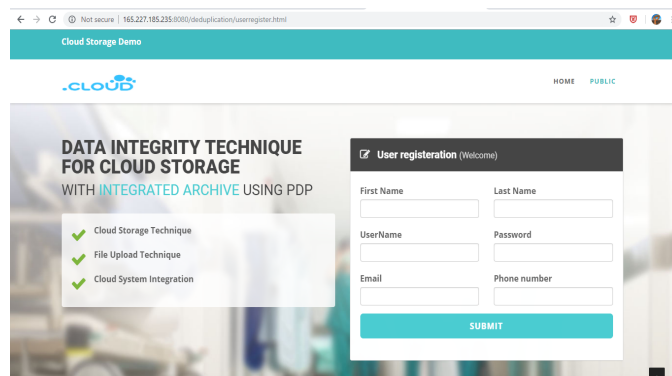 Not secure | 165.227.185.235:8080/deduplication/userregister.html
Cloud Storage Demo
.CLOUD
HOME PUBLIC
DATA INTEGRITY TECHNIQUE
FOR CLOUD STORAGE
WITH INTEGRATED ARCHIVE USING PDP
Cloud Storage Technique
File Upload Technique
Cloud System Integration
User registeration (Welcome)
First Name Last Name
UserName Password
Email Phone number
SUBMIT